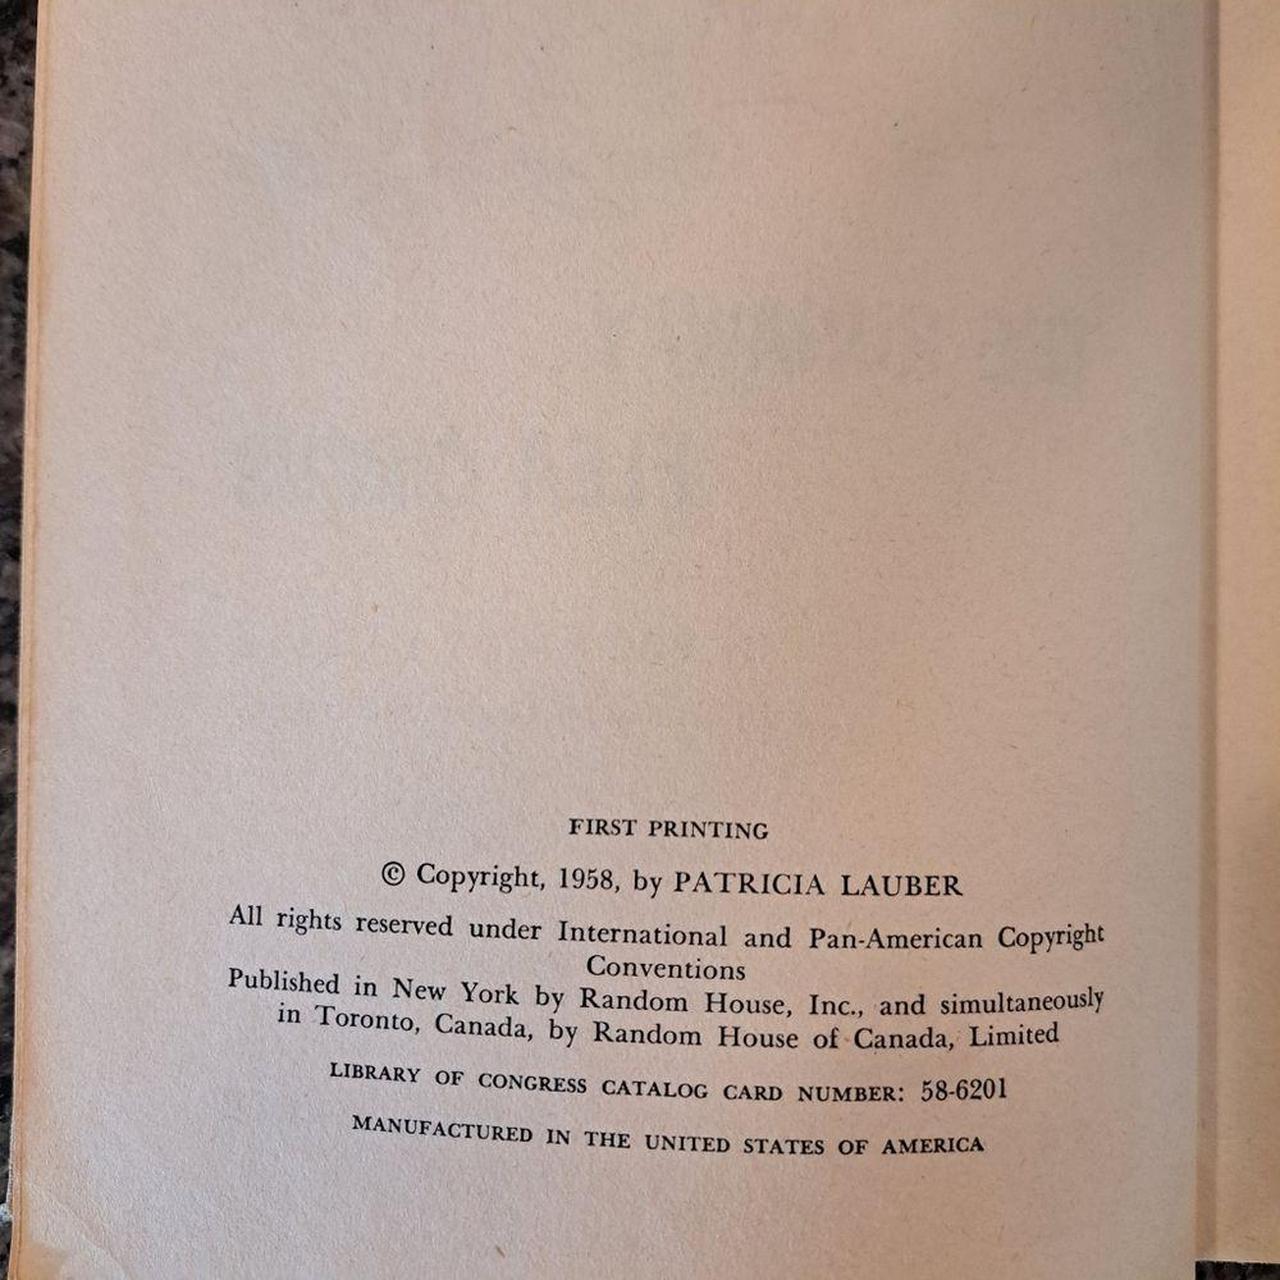 FIRST PRINTING
© Copyright, 1958, by PATRICIA LAUBER
All rights reserved under International and Pan-American Copyright
Conventions
Published in New York by Random House, Inc., and simultaneously
in Toronto, Canada, by Random House of Canada, Limited
LIBRARY OF CONGRESS CATALOG CARD NUMBER: 58-6201
MANUFACTURED IN THE UNITED STATES OF AMERICA